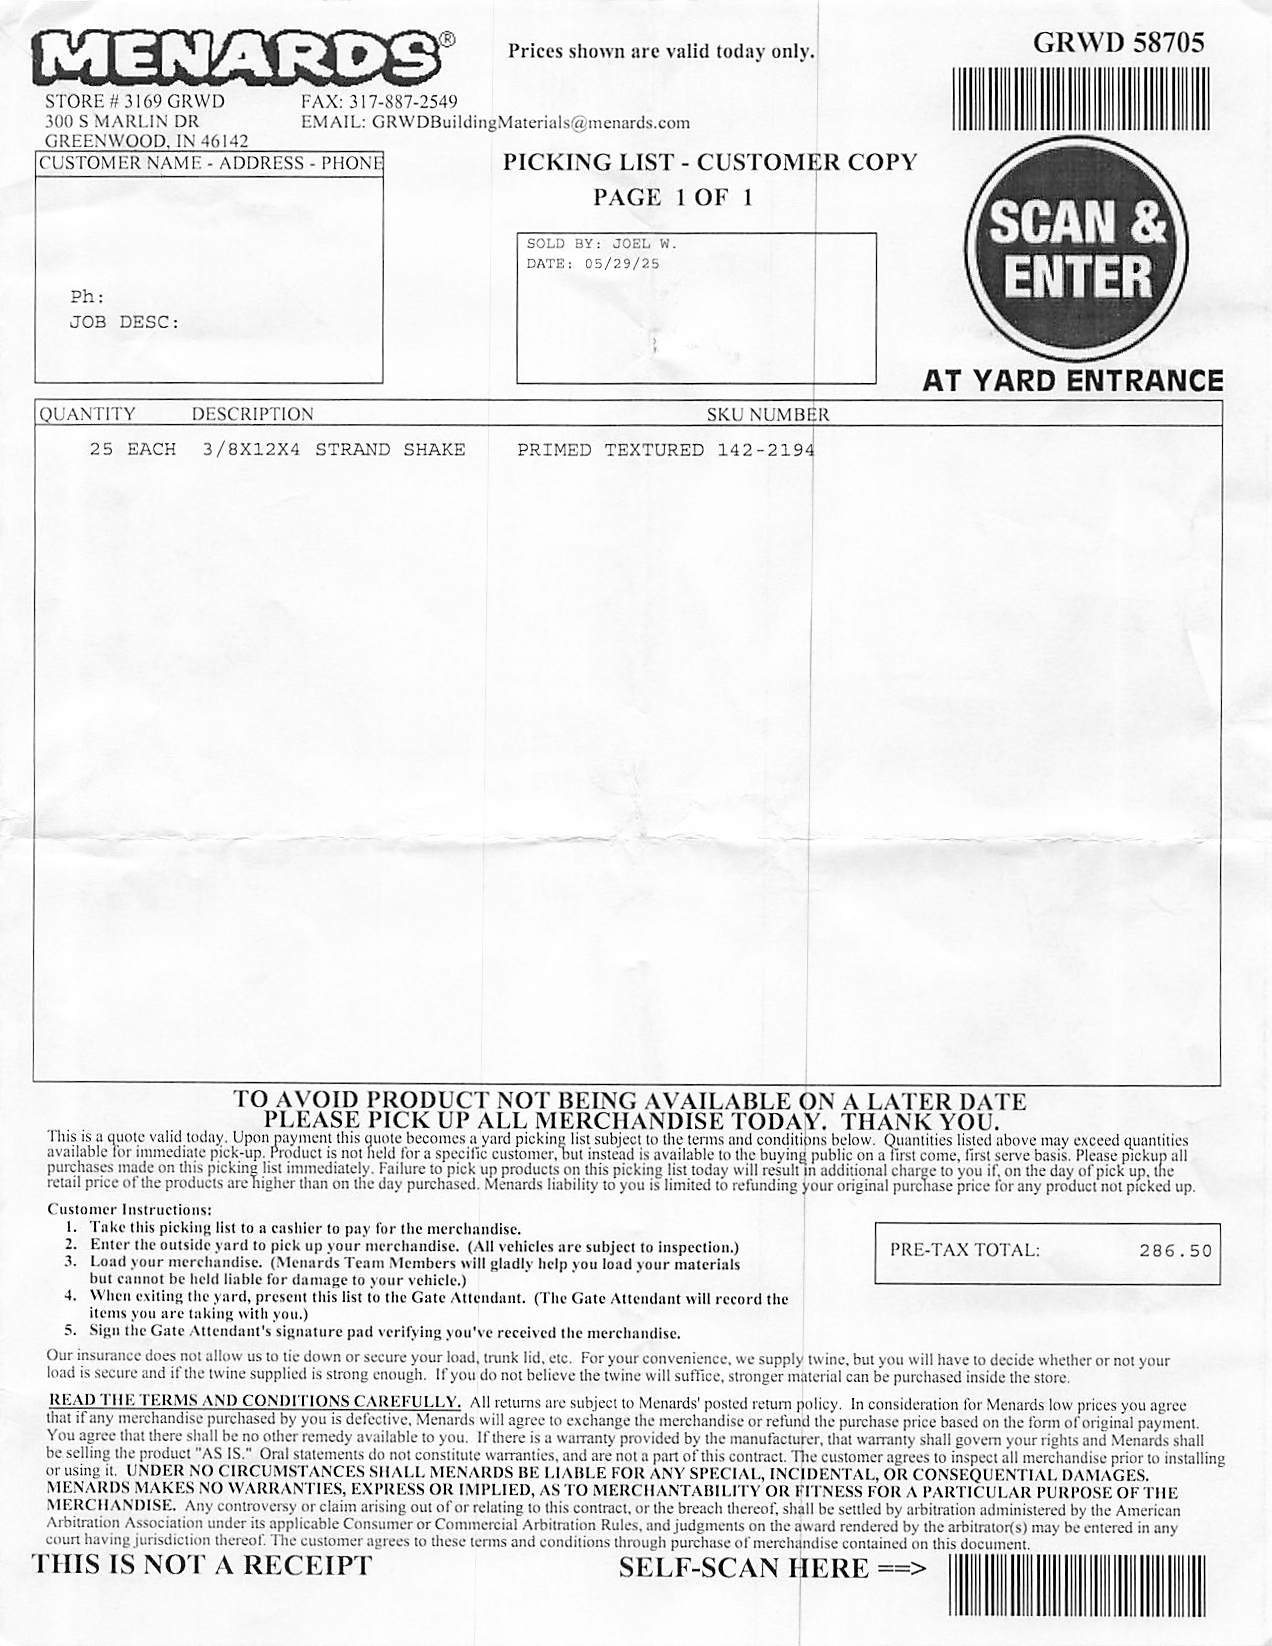 MENARDS®
Prices shown are valid today only.
GRWD 58705
STORE # 3169 GRWD
FAX: 317-887-2549
300 S MARLIN DR
EMAIL: GRWDBuildingMaterials@menards.com
GREENWOOD, IN 46142
CUSTOMER NAME - ADDRESS - PHONE
PICKING LIST - CUSTOMER COPY
PAGE 1 OF 1
SCAN &
ENTER
AT YARD ENTRANCE
SOLD BY: JOEL W.
DATE: 05/29/25
Ph:
JOB DESC:
QUANTITY DESCRIPTION SKU NUMBER
25 EACH 3/8X12X4 STRAND SHAKE PRIMED TEXTURED 142-2194
TO AVOID PRODUCT NOT BEING AVAILABLE ON A LATER DATE
PLEASE PICK UP ALL MERCHANDISE TODAY. THANK YOU.
This is a quote valid today. Upon payment this quote becomes a yard picking list subject to the terms and conditions below. Quantities listed above may exceed quantities
available for immediate pick-up. Product is not held for a specific customer, but instead is available to the buying public on a first come, first serve basis. Please pickup all
purchases made on this picking list immediately. Failure to pick up products on this picking list today will result in additional charge to you if, on the day of pick up, the
retail price of the products are higher than on the day purchased. Menards liability to you is limited to refunding your original purchase price for any product not picked up.
Customer Instructions:
1. Take this picking list to a cashier to pay for the merchandise.
2. Enter the outside yard to pick up your merchandise. (All vehicles are subject to inspection.)
3. Load your merchandise. (Menards Team Members will gladly help you load your materials
but cannot be held liable for damage to your vehicle.)
4. When exiting the yard, present this list to the Gate Attendant. (The Gate Attendant will record the
items you are taking with you.)
5. Sign the Gate Attendant's signature pad verifying you've received the merchandise.
PRE-TAX TOTAL: 286.50
Our insurance does not allow us to tie down or secure your load, trunk lid, etc. For your convenience, we supply twine, but you will have to decide whether or not your
load is secure and if the twine supplied is strong enough. If you do not believe the twine will suffice, stronger material can be purchased inside the store.
READ THE TERMS AND CONDITIONS CAREFULLY. All returns are subject to Menards' posted return policy. In consideration for Menards low prices you agree
that if any merchandise purchased by you is defective, Menards will agree to exchange the merchandise or refund the purchase price based on the form of original payment.
You agree that there shall be no other remedy available to you. If there is a warranty provided by the manufacturer, that warranty shall govern your rights and Menards shall
be selling the product "AS IS." Oral statements do not constitute warranties, and are not a part of this contract. The customer agrees to inspect all merchandise prior to installing
or using it. UNDER NO CIRCUMSTANCES SHALL MENARDS BE LIABLE FOR ANY SPECIAL, INCIDENTAL, OR CONSEQUENTIAL DAMAGES.
MENARDS MAKES NO WARRANTIES, EXPRESS OR IMPLIED, AS TO MERCHANTABILITY OR FITNESS FOR A PARTICULAR PURPOSE OF THE
MERCHANDISE. Any controversy or claim arising out of or relating to this contract, or the breach thereof, shall be settled by arbitration administered by the American
Arbitration Association under its applicable Consumer or Commercial Arbitration Rules, and judgments on the award rendered by the arbitrator(s) may be entered in any
court having jurisdiction thereof. The customer agrees to these terms and conditions through purchase of merchandise contained on this document.
THIS IS NOT A RECEIPT
SELF-SCAN HERE ==>